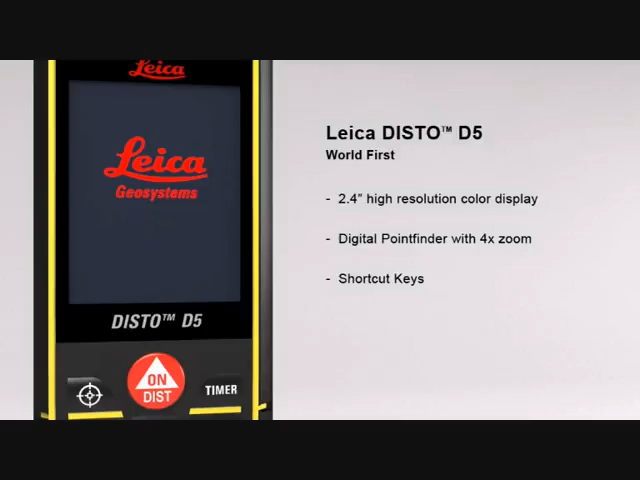 Leica
Leica
Geosystems
DISTO™ D5
ON
DIST
TIMER
Leica DISTO™ D5
World First
- 2.4" high resolution color display
- Digital Pointfinder with 4x zoom
- Shortcut Keys